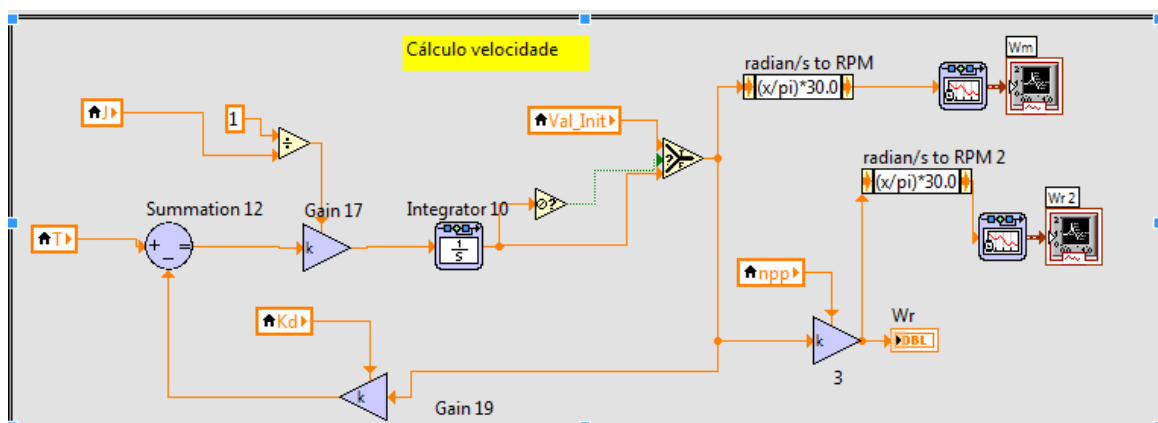 Cálculo velocidade
Wm
radian/s to RPM
(x/pi)*30.0
J
1
÷
Val_Init
?
T
F
radian/s to RPM 2
(x/pi)*30.0
Wr 2
Summation 12
Gain 17
Integrator 10
T
+
-
=
k
1
s
npp
Kd
Wr
k
DBL
3
k
Gain 19